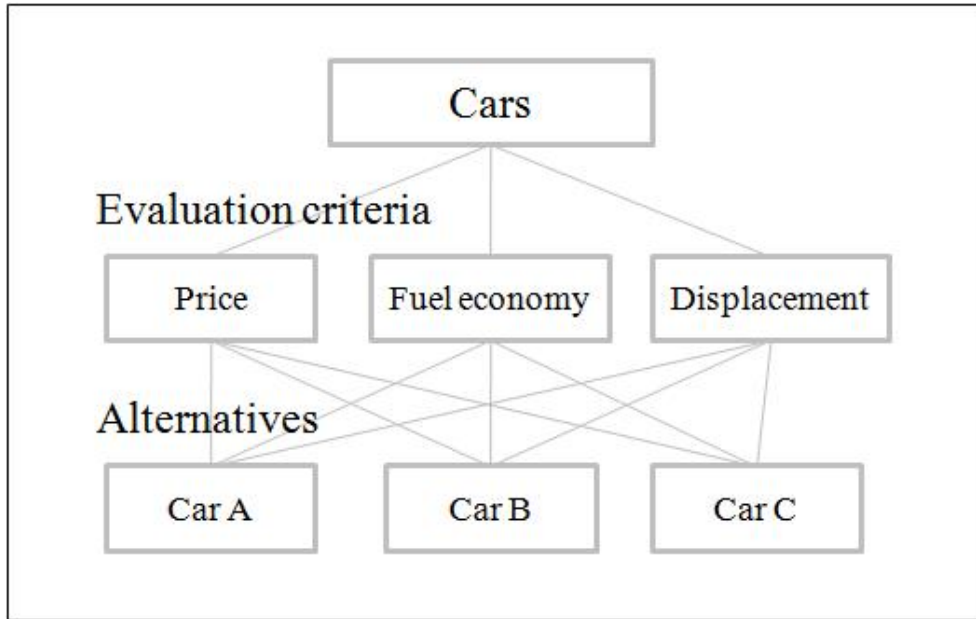 Cars
Evaluation criteria
Price
Fuel economy
Displacement
Alternatives
Car A
Car B
Car C